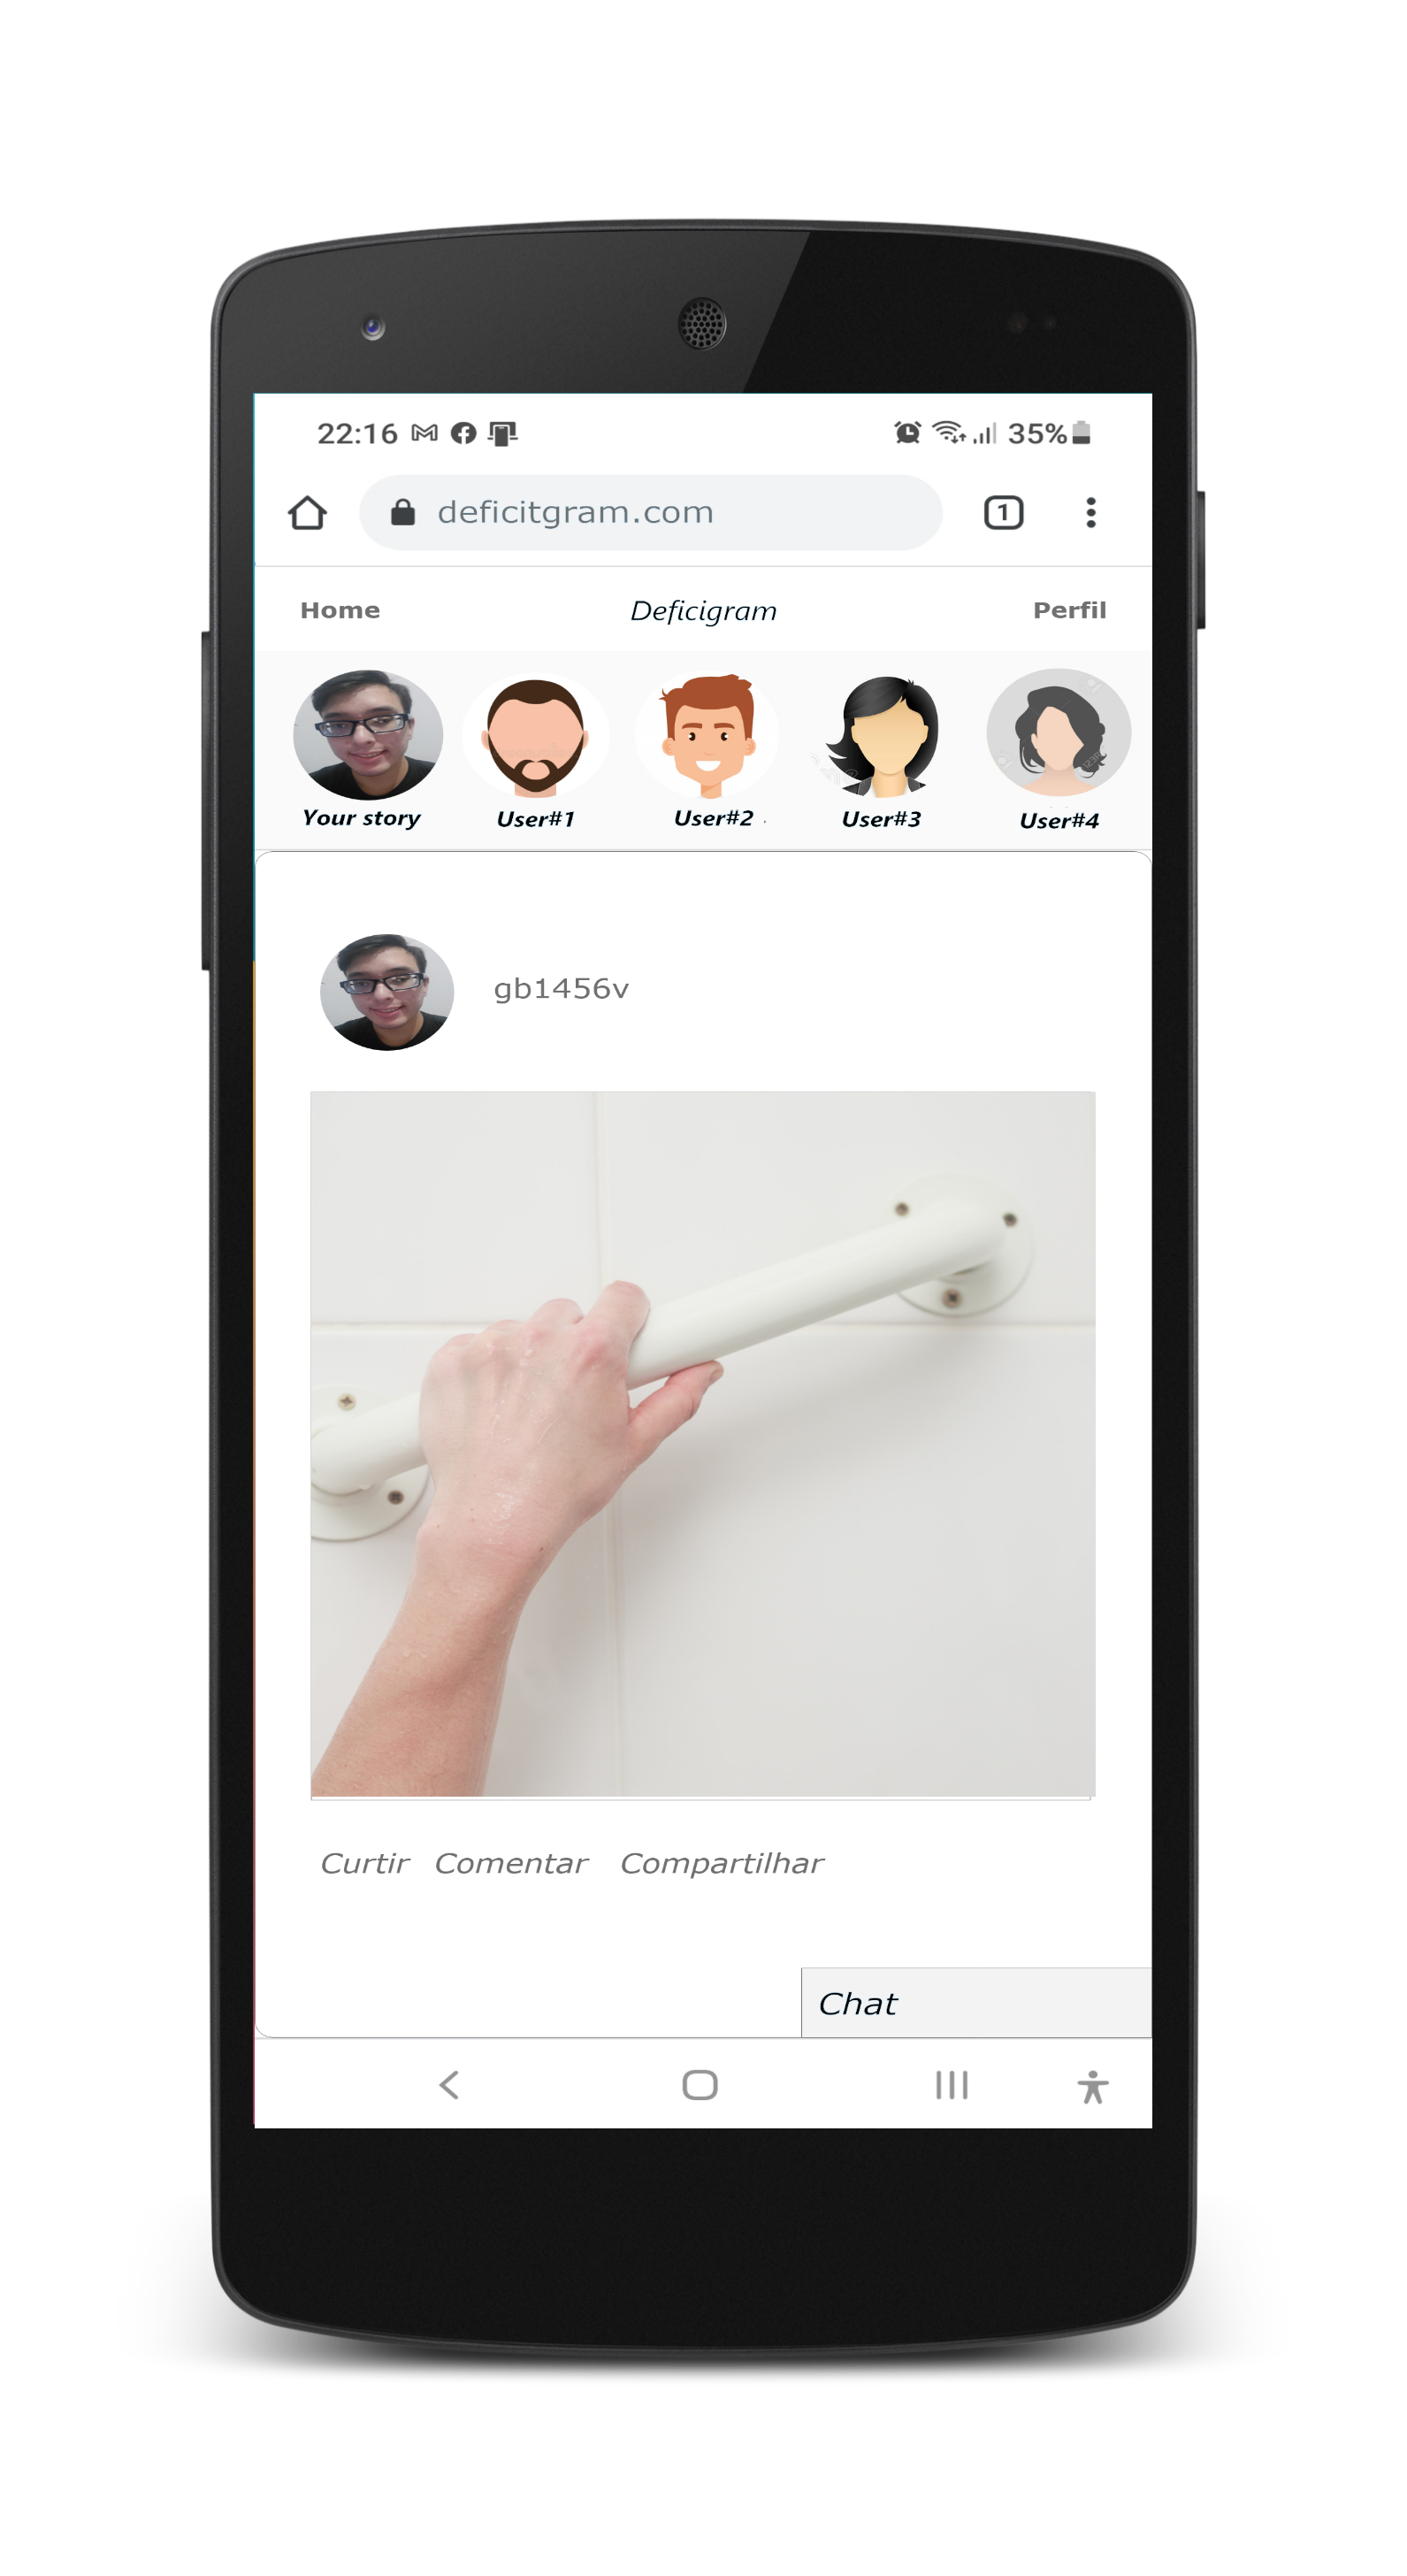 22:16 35%
deficitgram.com 1
Home Deficigram Perfil
Your story User#1 User#2 User#3 User#4
gb1456v
Curtir Comentar Compartilhar
Chat